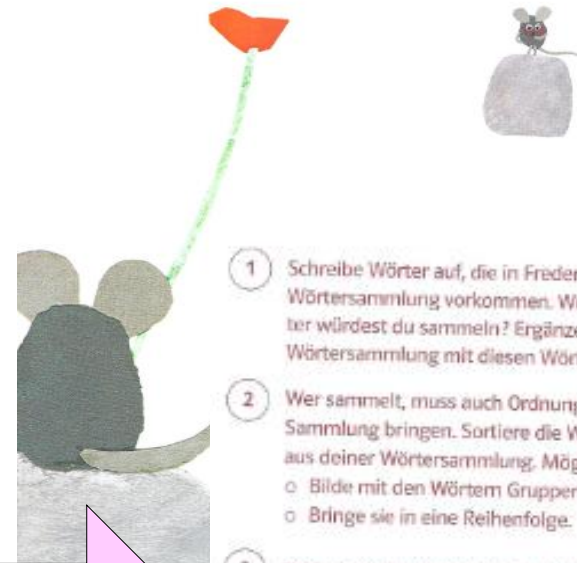 1 Schreibe Wörter auf, die in Freder
Wörtersammlung vorkommen. W
ter würdest du sammeln? Ergänze
Wörtersammlung mit diesen Wör
2 Wer sammelt, muss auch Ordnung
Sammlung bringen. Sortiere die W
aus deiner Wörtersammlung. Mög
o Bilde mit den Wörtern Gruppen
o Bringe sie in eine Reihenfolge.